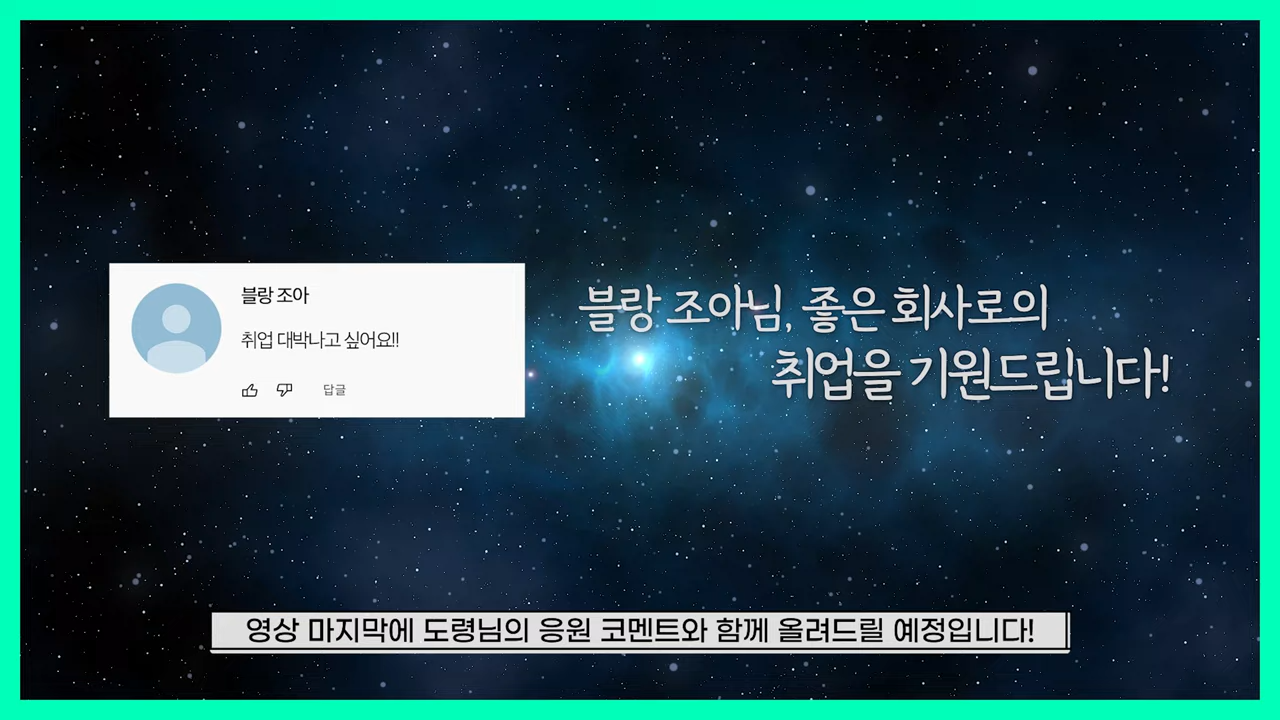 블랑 조아
취업 대박나고 싶어요!!
답글
블랑 조아님, 좋은 회사로의
취업을 기원드립니다!
영상 마지막에 도령님의 응원 코멘트와 함께 올려드릴 예정입니다!